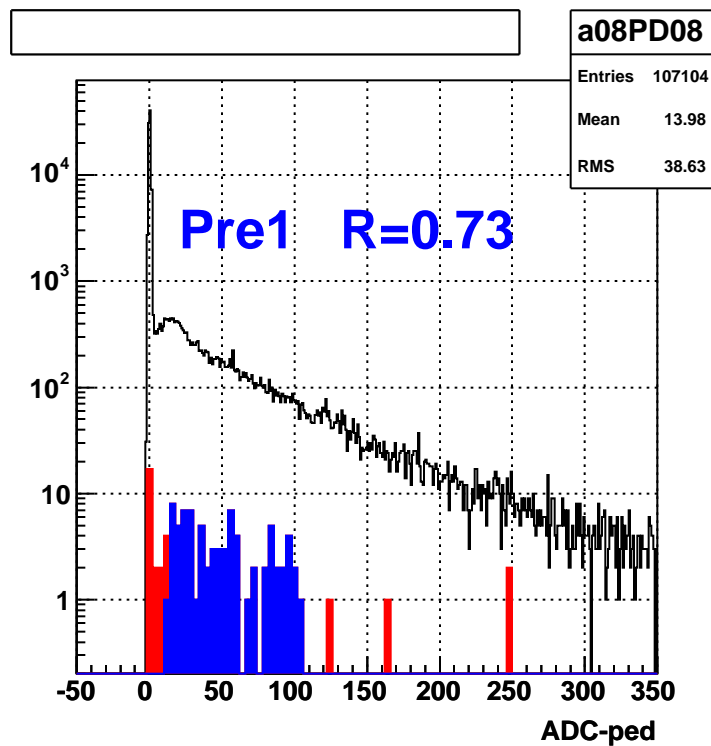 a08PD08
Entries 107104
Mean 13.98
RMS 38.63
Pre1 R=0.73
10^4
10^3
10^2
10
1
-50 0 50 100 150 200 250 300 350
ADC-ped